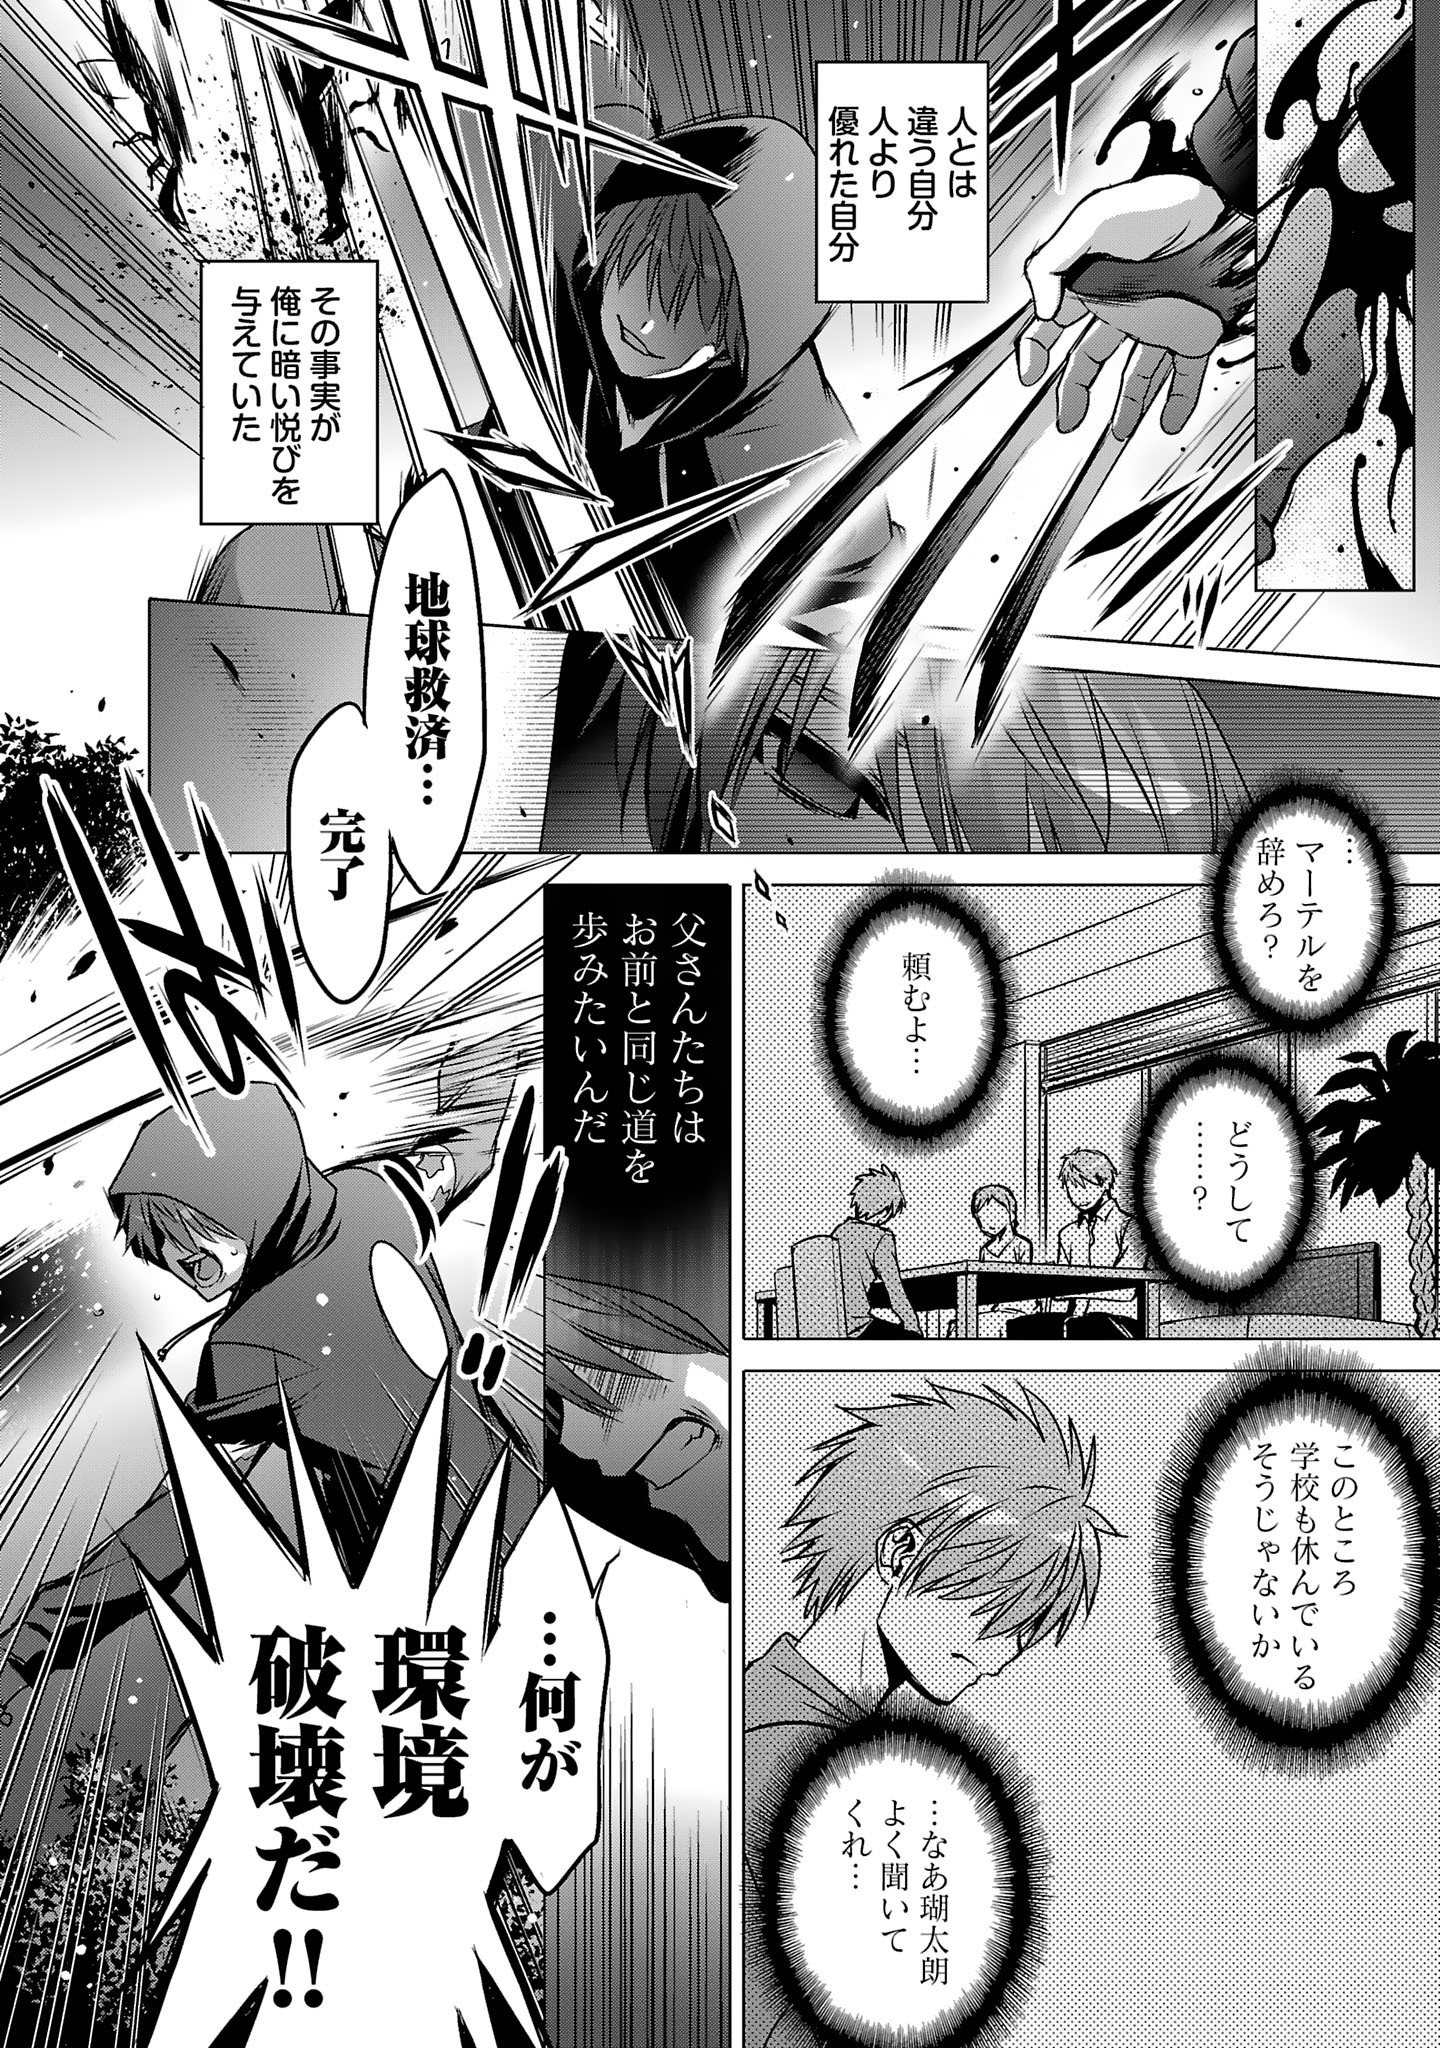 人とは
違う自分
人より
優れた自分
その事実が
俺に暗い悦びを
与えていた
地球救済…
完了
…マーテルを
辞めろ？
頼むよ…
どうして
……？
このところ
学校も休んでいる
そうじゃないか
…なあ瑚太朗
よく聞いて
くれ…
父さんたちは
お前と同じ道を
歩みたいんだ
…何が
環境
破壊だ!!